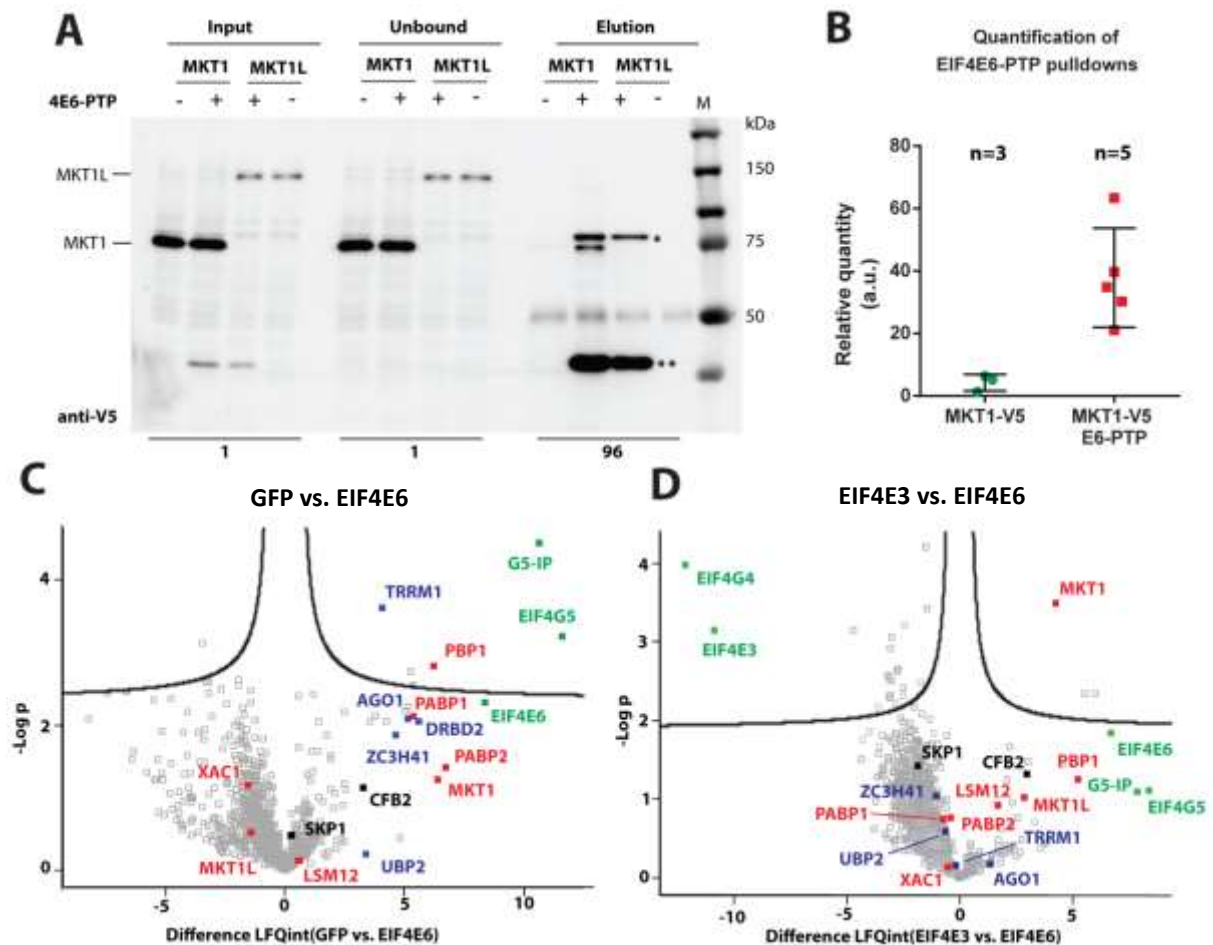 A
Input Unbound Elution
MKT1 MKT1L MKT1 MKT1L MKT1 MKT1L
4E6-PTP - + + - - + + - - + + - M
kDa
MKT1L 150
MKT1 75
50
anti-V5
1 1 96
B
Quantification of
EIF4E6-PTP pulldowns
Relative quantity
(a.u.)
80
60
40
20
0
n=3 n=5
MKT1-V5 MKT1-V5
E6-PTP
C
GFP vs. EIF4E6
-Log p
4
2
0
G5-IP
TRRM1
EIF4G5
PBP1
AGO1 PABP1
EIF4E6
DRBD2
ZC3H41 PABP2
XAC1 MKT1
CFB2
SKP1
MKT1L LSM12 UBP2
-5 0 5 10
Difference LFQint(GFP vs. EIF4E6)
D
EIF4E3 vs. EIF4E6
-Log p
4
3
2
1
0
EIF4G4
MKT1
EIF4E3
EIF4E6
SKP1 CFB2 PBP1
ZC3H41 LSM12 G5-IP
MKT1L EIF4G5
PABP1 PABP2
UBP2 TRRM1
XAC1 AGO1
-10 -5 0 5
Difference LFQint(EIF4E3 vs. EIF4E6)